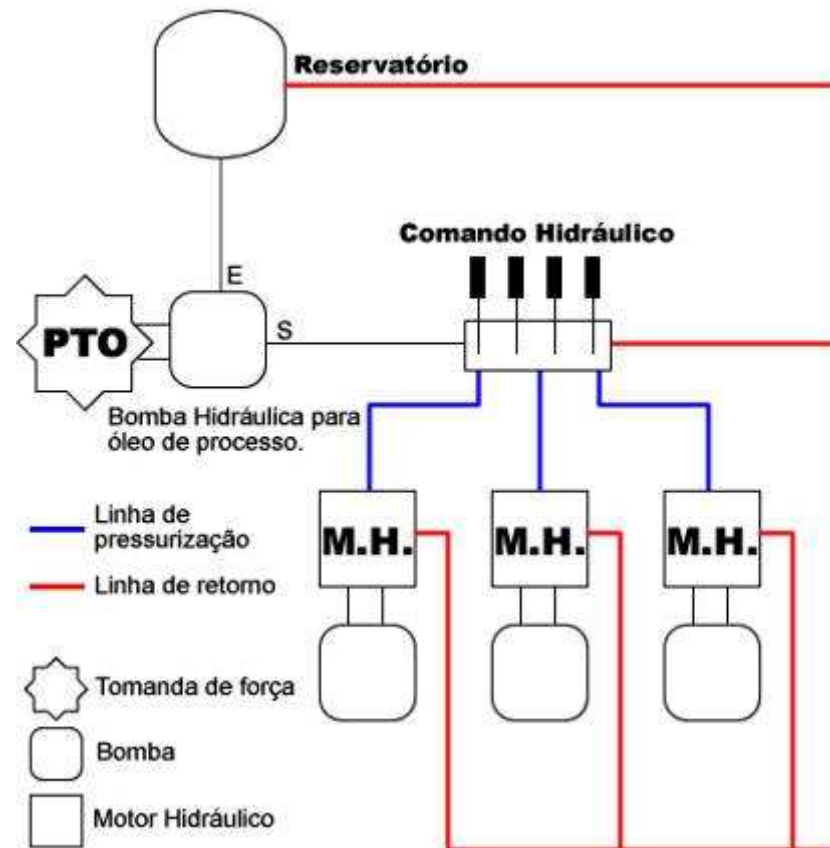 Reservatório
Comando Hidráulico
E
PTO
S
Bomba Hidráulica para
óleo de processo.
Linha de
pressurização
Linha de retorno
M.H.
M.H.
M.H.
Tomanda de força
Bomba
Motor Hidráulico